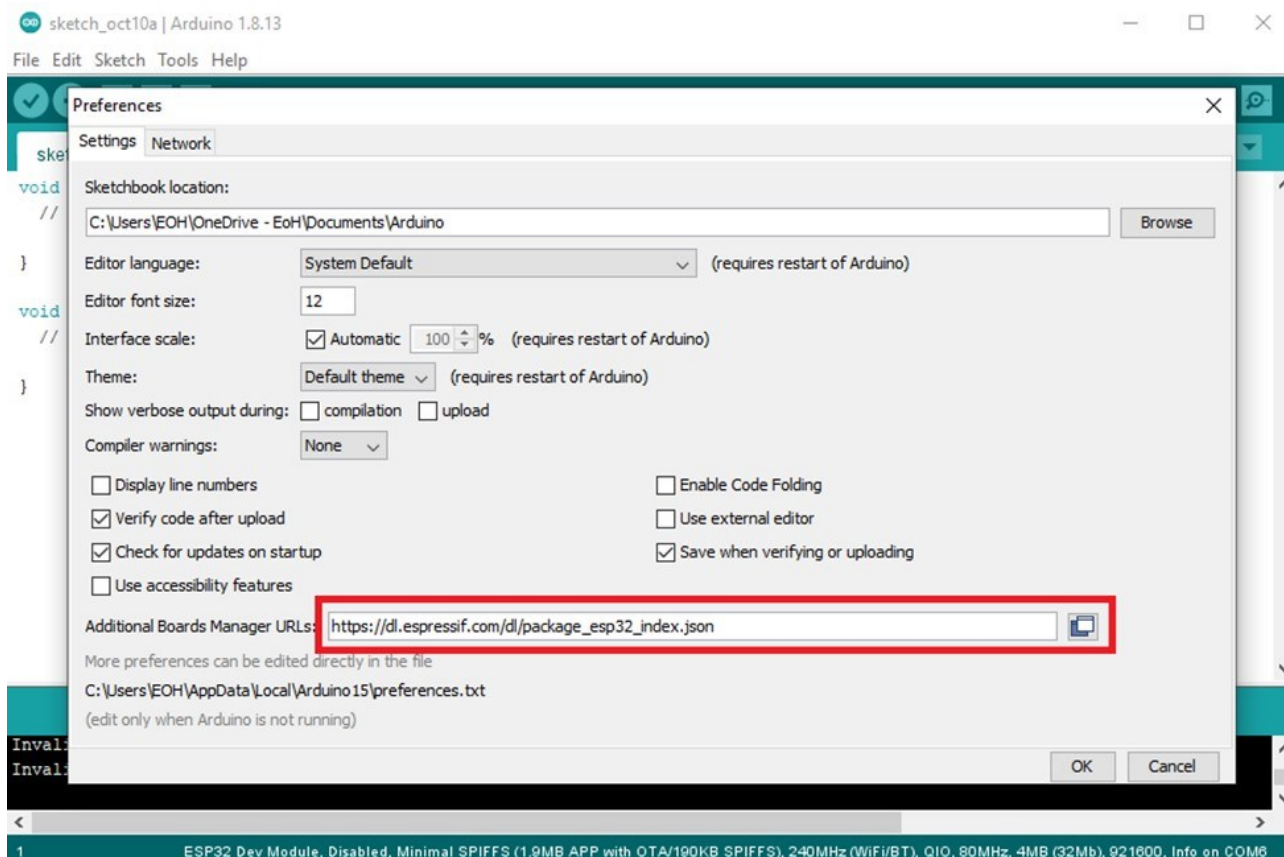 sketch_oct10a | Arduino 1.8.13
File Edit Sketch Tools Help
Preferences
Settings Network
Sketchbook location:
C:\Users\EOH\OneDrive - EoH\Documents\Arduino Browse
void
//
}
Editor language: System Default (requires restart of Arduino)
Editor font size: 12
void
//
}
Interface scale: Automatic 100 % (requires restart of Arduino)
Theme: Default theme (requires restart of Arduino)
Show verbose output during: compilation upload
Compiler warnings: None
Display line numbers Enable Code Folding
Verify code after upload Use external editor
Check for updates on startup Save when verifying or uploading
Use accessibility features
Additional Boards Manager URLs: https://dl.espressif.com/dl/package_esp32_index.json
More preferences can be edited directly in the file
C:\Users\EOH\AppData\Local\Arduino15\preferences.txt
(edit only when Arduino is not running)
OK Cancel
1 ESP32 Dev Module, Disabled, Minimal SPIFFS (1.9MB APP with OTA/190KB SPIFFS), 240MHz (WiFi/BT), QIO, 80MHz, 4MB (32Mb), 921600, Info on COM6